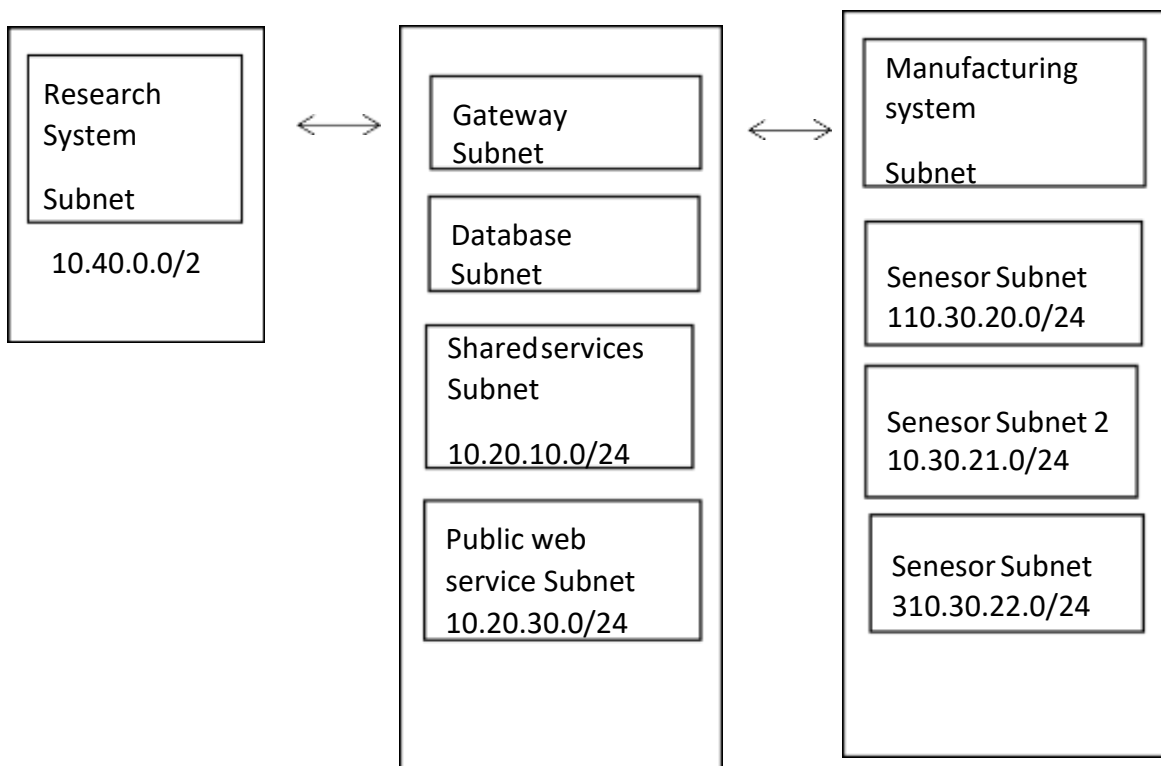 Research
System
Subnet
10.40.0.0/2
Gateway
Subnet
Database
Subnet
Sharedservices
Subnet
10.20.10.0/24
Public web
service Subnet
10.20.30.0/24
Manufacturing
system
Subnet
Senesor Subnet
110.30.20.0/24
Senesor Subnet 2
10.30.21.0/24
Senesor Subnet
310.30.22.0/24